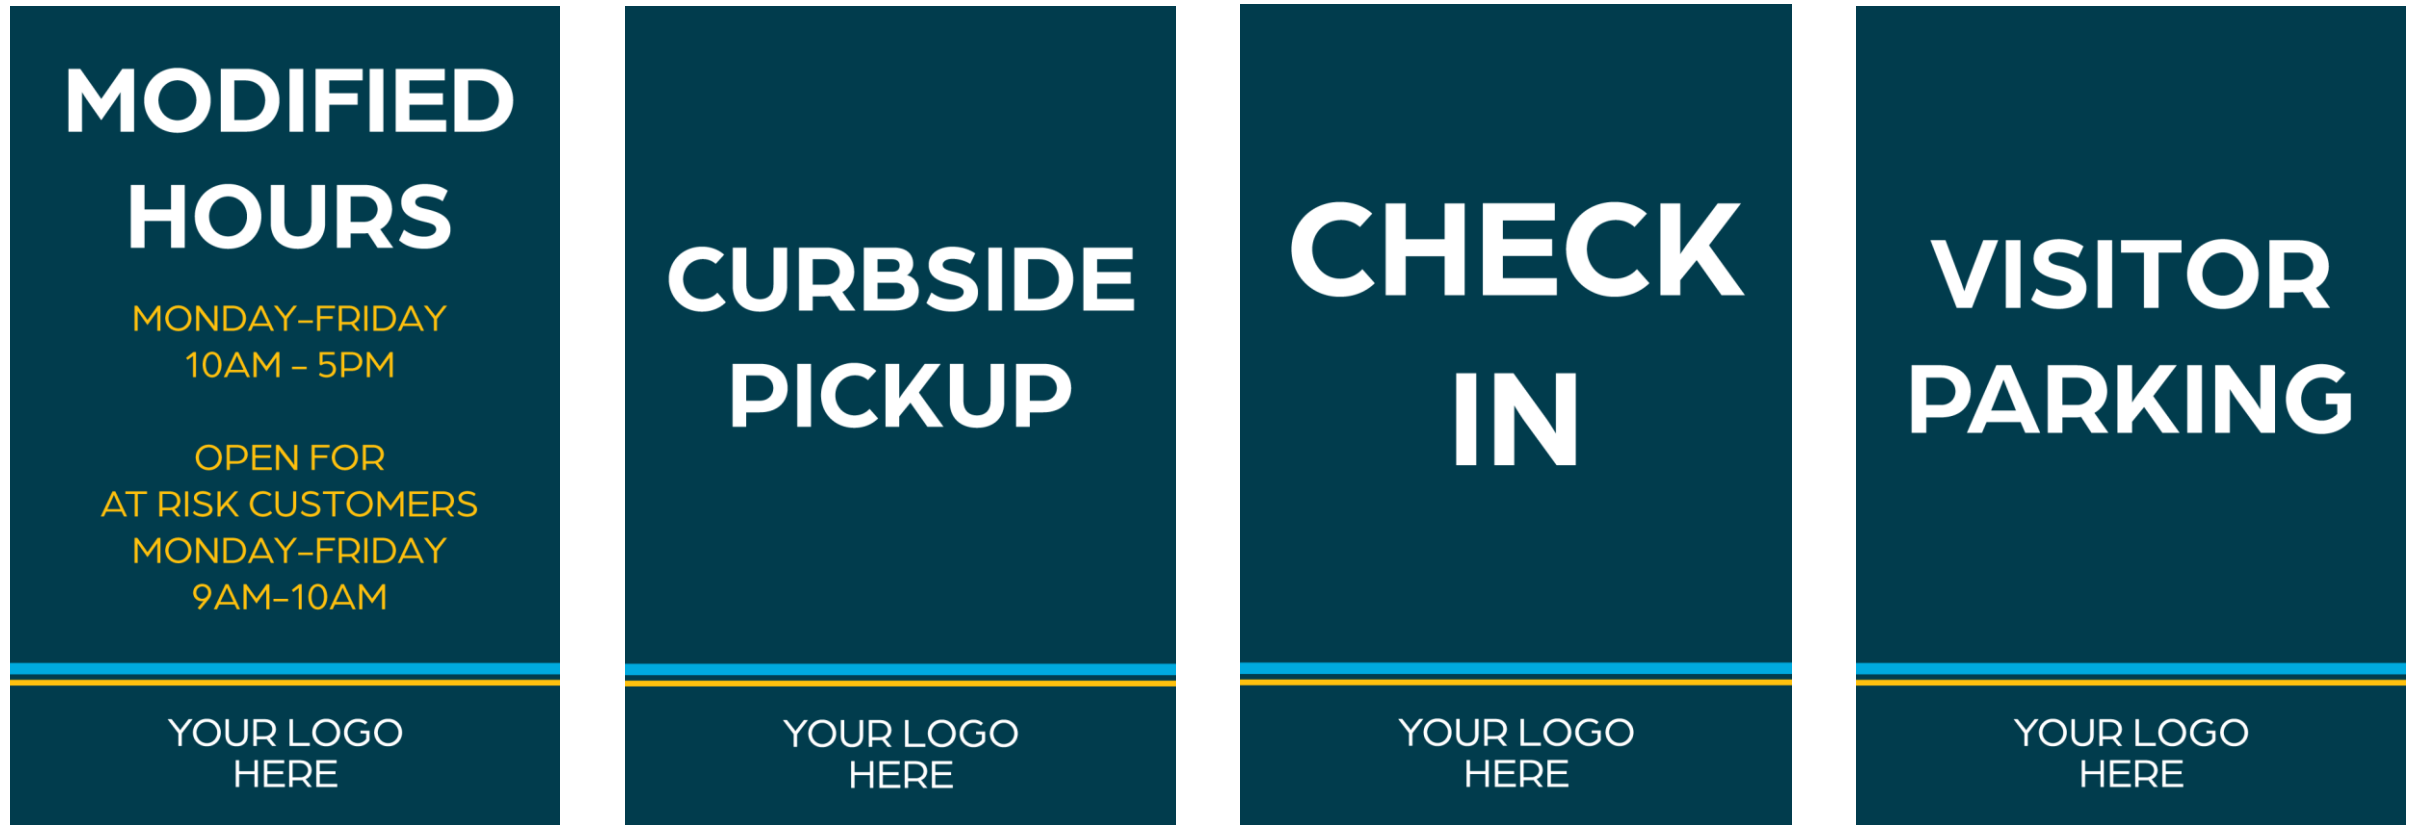 MODIFIED
HOURS
MONDAY–FRIDAY
10AM – 5PM
OPEN FOR
AT RISK CUSTOMERS
MONDAY–FRIDAY
9AM–10AM
YOUR LOGO
HERE
CURBSIDE
PICKUP
YOUR LOGO
HERE
CHECK
IN
YOUR LOGO
HERE
VISITOR
PARKING
YOUR LOGO
HERE